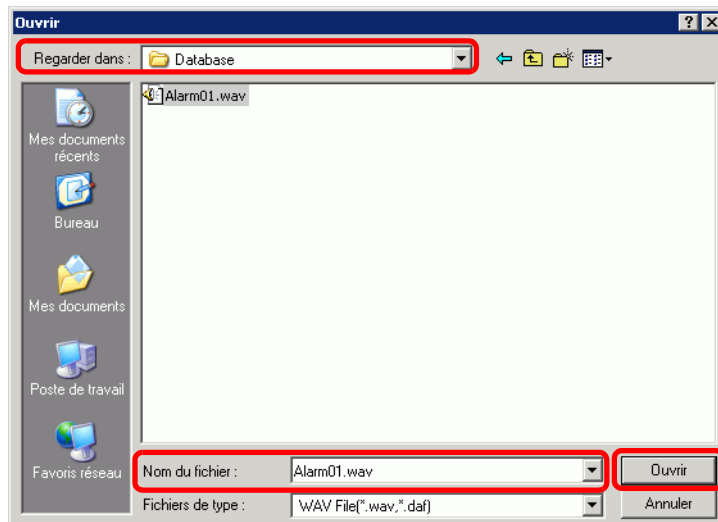 Ouvrir
Regarder dans :
Database
Alarm01.wav
Mes documents
récents
Bureau
Mes documents
Poste de travail
Favoris réseau
Nom du fichier :
Alarm01.wav
Ouvrir
Fichiers de type :
WAV File(*.wav,*.daf)
Annuler